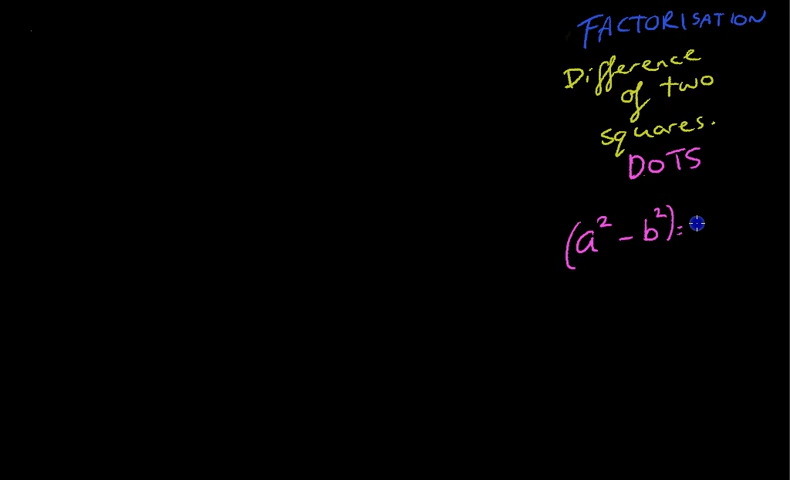 FACTORISATION
Difference
of two
squares.
DOTS
(a² - b²) =